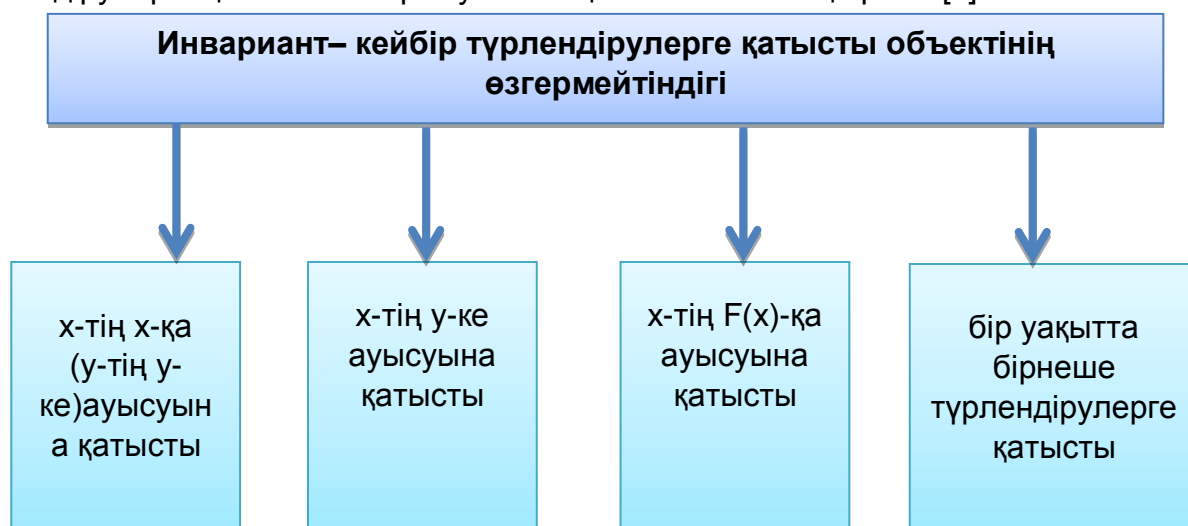 Инвариант– кейбір түрлендірулерге қатысты объектінің
өзгермейтіндігі
х-тің х-қа
(у-тің у-
ке)ауысуын
а қатысты
х-тің у-ке
ауысуына
қатысты
х-тің F(x)-қа
ауысуына
қатысты
бір уақытта
бірнеше
түрлендірулерге
қатысты